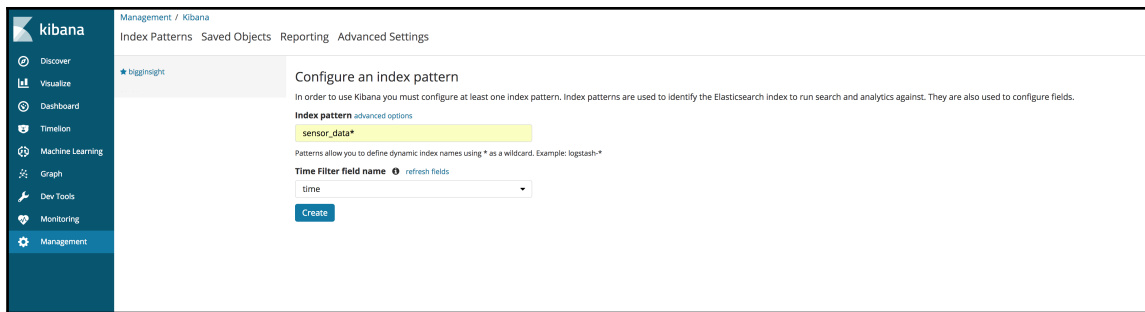 kibana
Discover
Visualize
Dashboard
Timelion
Machine Learning
Graph
Dev Tools
Monitoring
Management
Management / Kibana
Index Patterns Saved Objects Reporting Advanced Settings
bigginsight
Configure an index pattern
In order to use Kibana you must configure at least one index pattern. Index patterns are used to identify the Elasticsearch index to run search and analytics against. They are also used to configure fields.
Index pattern advanced options
sensor_data*
Patterns allow you to define dynamic index names using * as a wildcard. Example: logstash-*
Time Filter field name refresh fields
time
Create